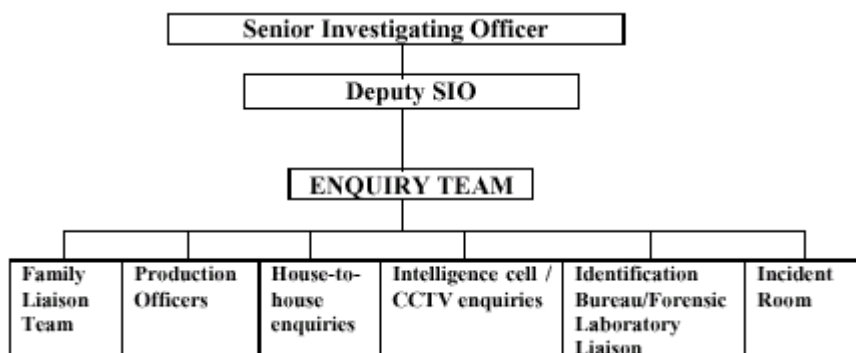 Senior Investigating Officer
Deputy SIO
ENQUIRY TEAM
Family
Liaison
Team
Production
Officers
House-to-
house
enquiries
Intelligence cell /
CCTV enquiries
Identification
Bureau/Forensic
Laboratory
Liaison
Incident
Room